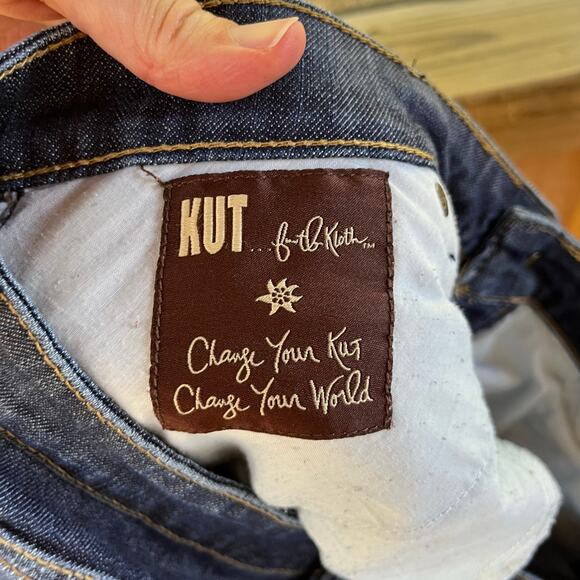 KUT...from the Kloth™
Change Your KUT
Change Your World